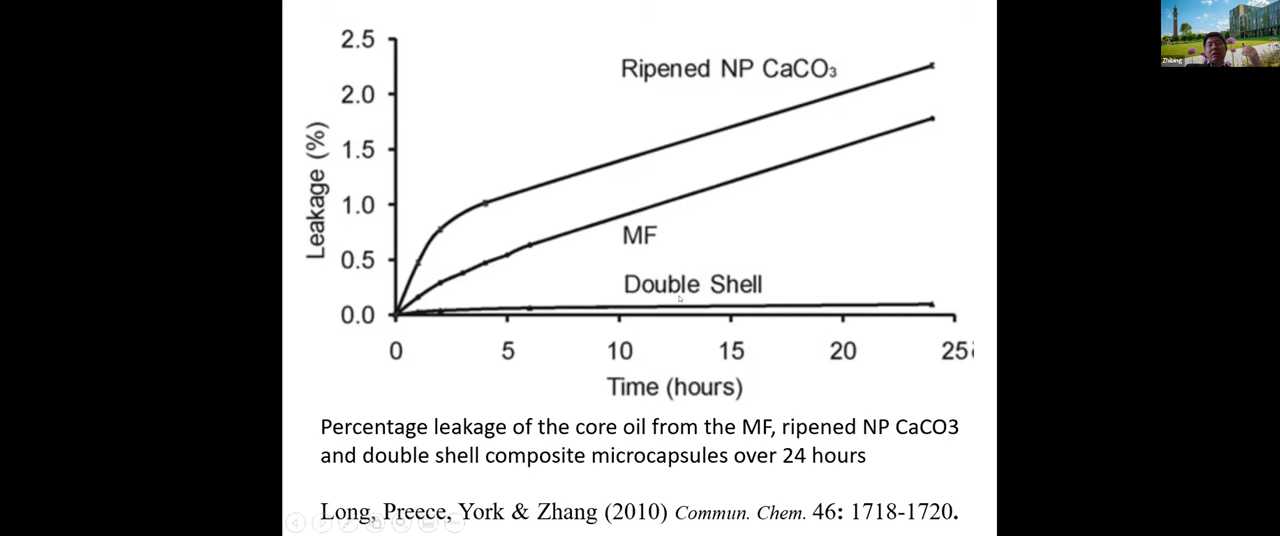 2.5
2.0
1.5
1.0
0.5
0.0
Leakage (%)
Ripened NP CaCO₃
MF
Double Shell
0 5 10 15 20 25
Time (hours)
Percentage leakage of the core oil from the MF, ripened NP CaCO3
and double shell composite microcapsules over 24 hours
Long, Preece, York & Zhang (2010) Commun. Chem. 46: 1718-1720.
Zhibing